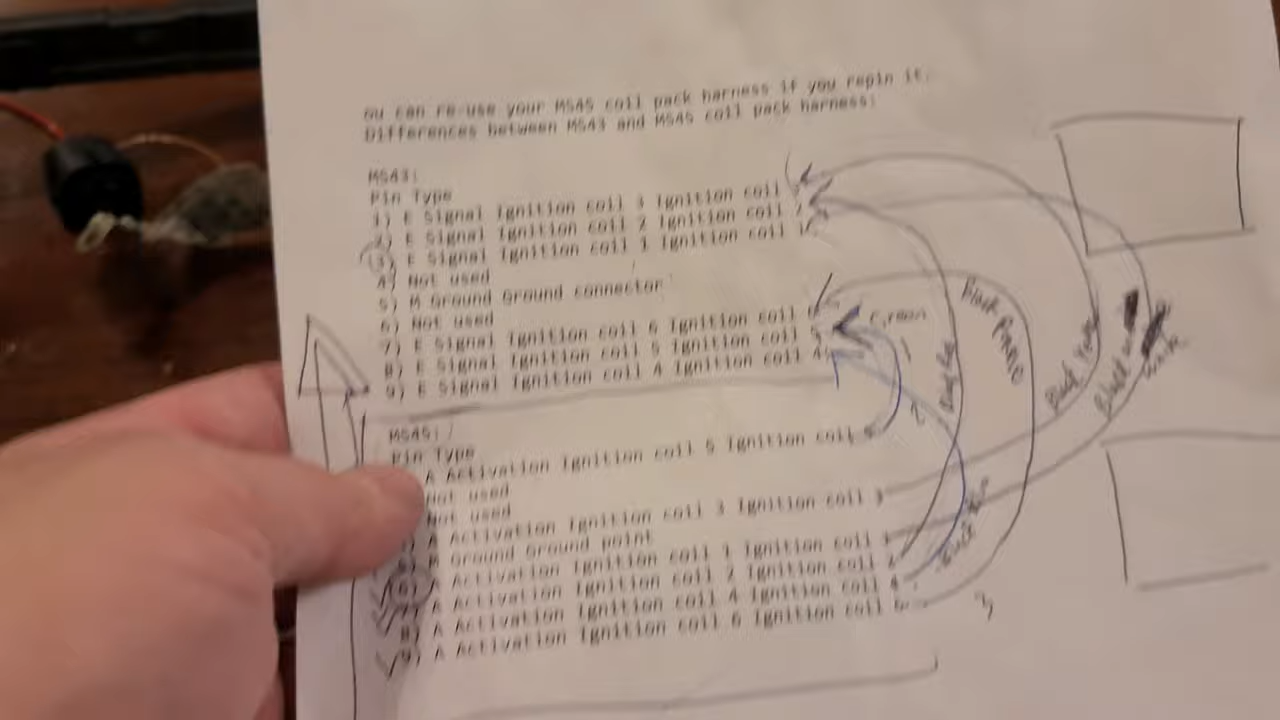 ou can re-use your MS45 coil pack harness if you repin it.
Differences between MS43 and MS45 coil pack harness:
MS43:
Pin Type
1) E Signal Ignition coil 3 Ignition coil
2) E Signal Ignition coil 2 Ignition coil
3) E Signal Ignition coil 1 Ignition coil 1
4) Not used
5) M Ground Ground connector
6) Not used
7) E Signal Ignition coil 6 Ignition coil 6
8) E Signal Ignition coil 5 Ignition coil 5
9) E Signal Ignition coil 4 Ignition coil 4
MS45:
Pin Type
A Activation Ignition coil 5 Ignition coil
Not used
Not used
A Activation Ignition coil 3 Ignition coil 3
M Ground Ground point
Activation Ignition coil 1 Ignition coil
A Activation Ignition coil 2 Ignition coil 2
8) A Activation Ignition coil 4 Ignition coil 4
9) A Activation Ignition coil 6 Ignition coil 6
Black
Black
2
3